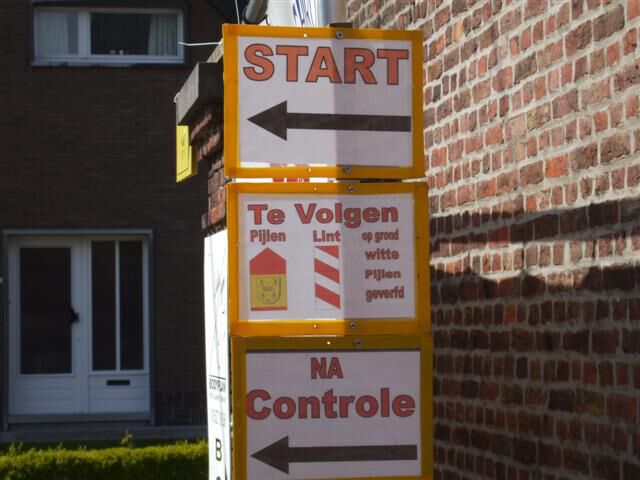 START
Te Volgen
Pijlen Lint op grond
witte
Pijlen
geverfd
NA
Controle
B